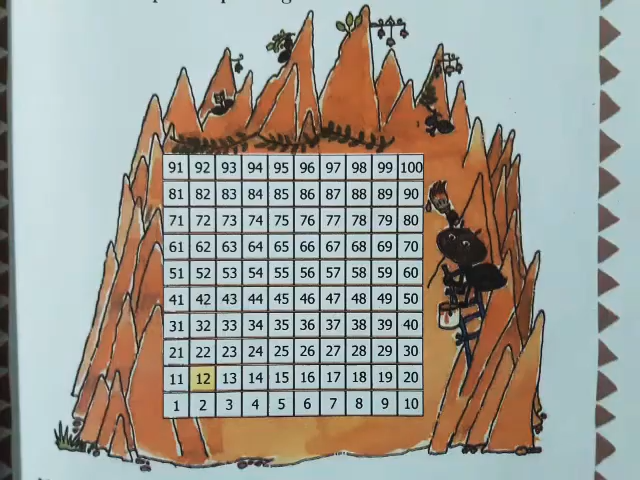 91 92 93 94 95 96 97 98 99 100
81 82 83 84 85 86 87 88 89 90
71 72 73 74 75 76 77 78 79 80
61 62 63 64 65 66 67 68 69 70
51 52 53 54 55 56 57 58 59 60
41 42 43 44 45 46 47 48 49 50
31 32 33 34 35 36 37 38 39 40
21 22 23 24 25 26 27 28 29 30
11 12 13 14 15 16 17 18 19 20
1 2 3 4 5 6 7 8 9 10